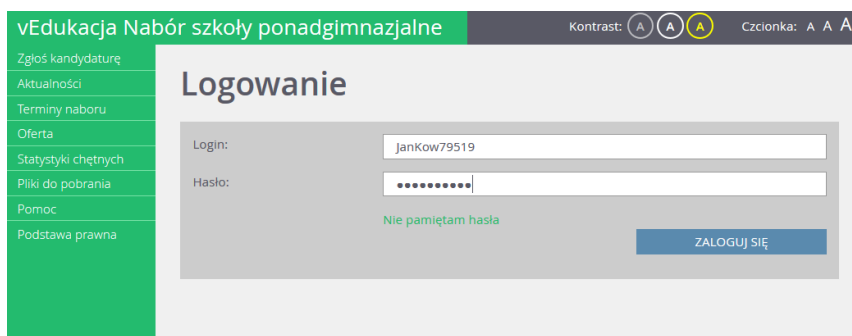 vEdukacja Nabór szkoły ponadgimnazjalne
Kontrast: A A A Czcionka: A A A
Zgłoś kandydaturę
Aktualności
Terminy naboru
Oferta
Statystyki chętnych
Pliki do pobrania
Pomoc
Podstawa prawna
Logowanie
Login: JanKow79519
Hasło: ••••••••••
Nie pamiętam hasła
ZALOGUJ SIĘ